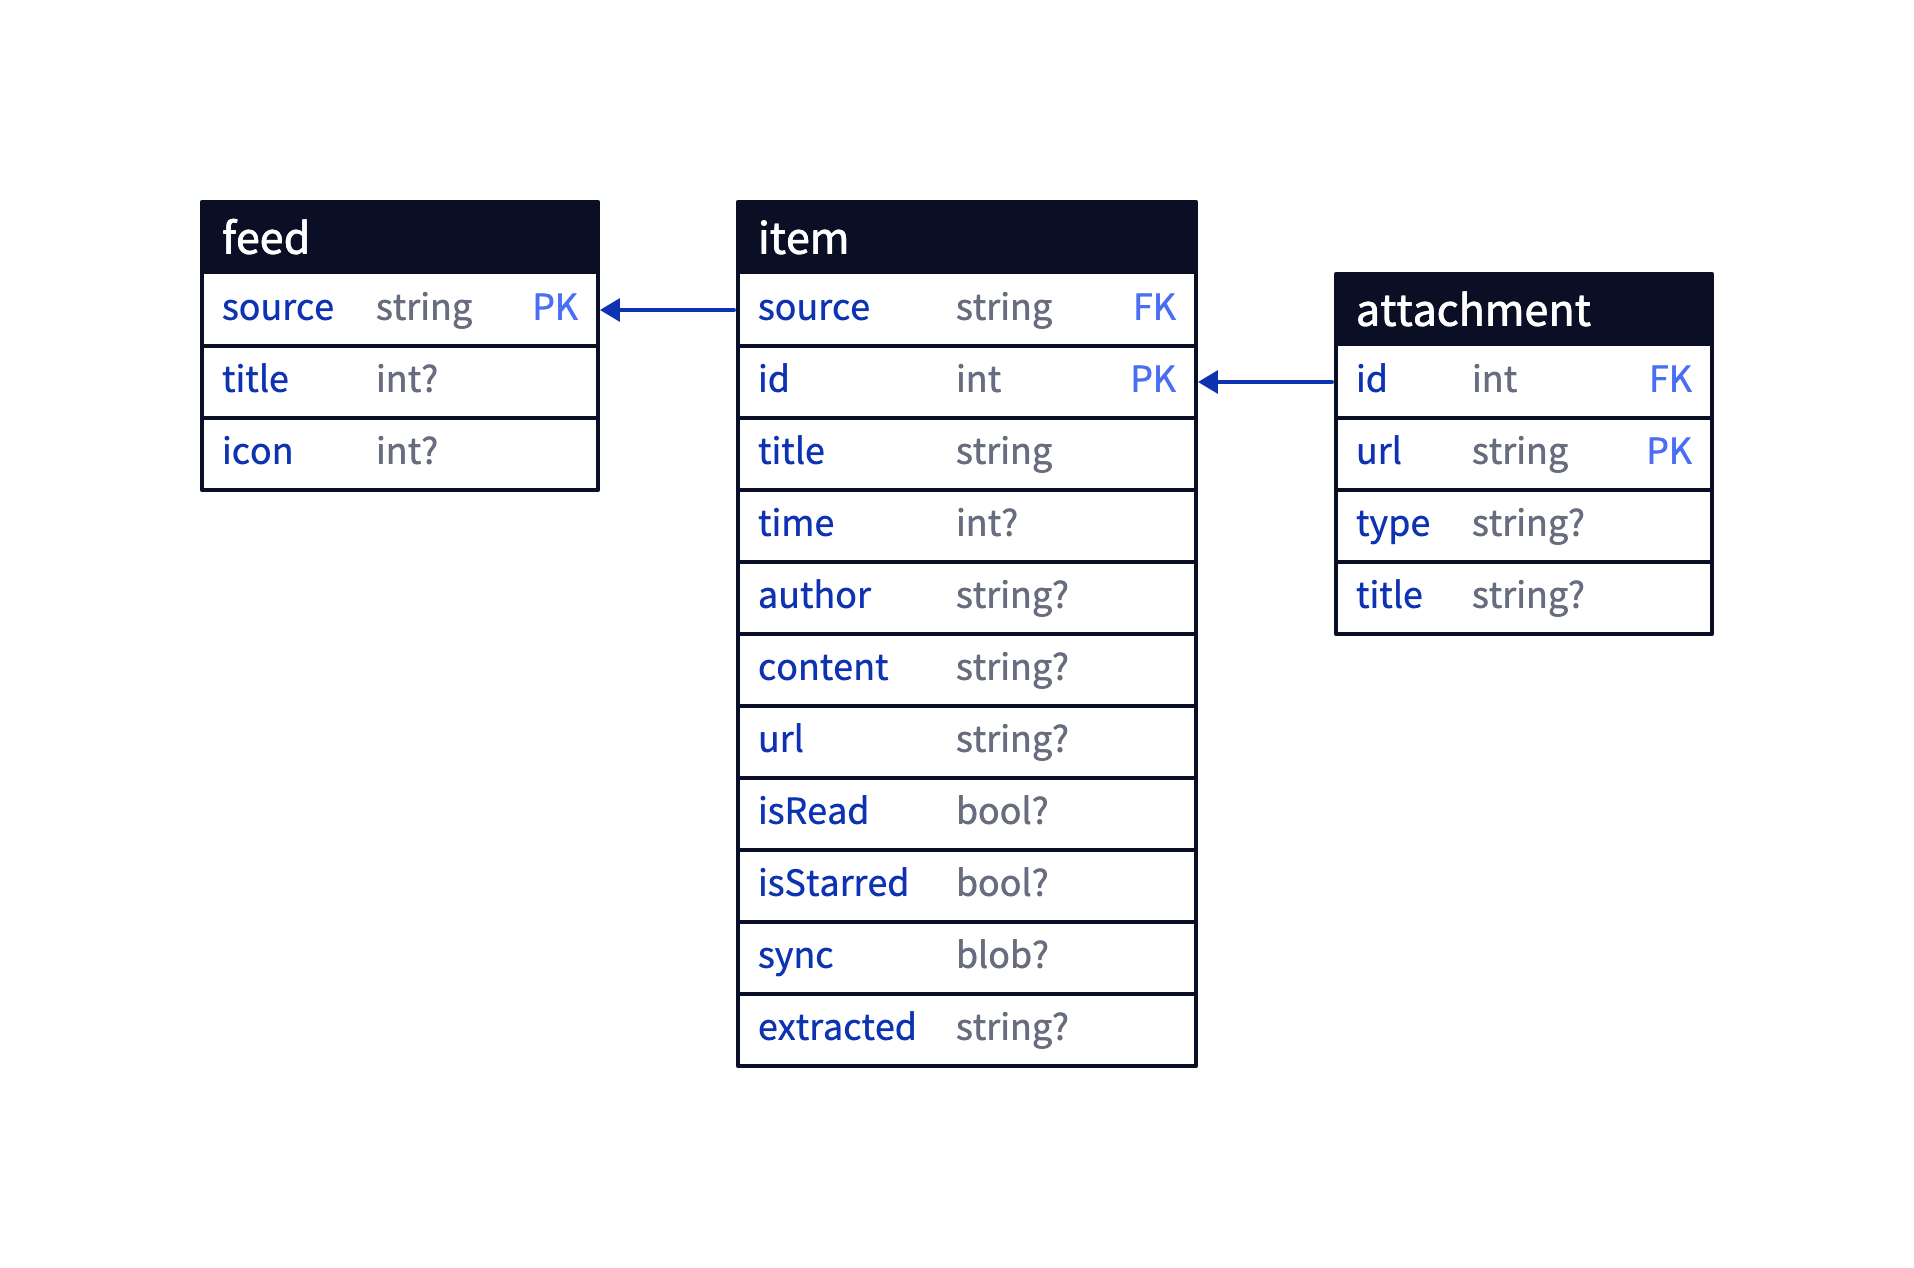 feed
source string PK
title int?
icon int?
item
source string FK
id int PK
title string
time int?
author string?
content string?
url string?
isRead bool?
isStarred bool?
sync blob?
extracted string?
attachment
id int FK
url string PK
type string?
title string?